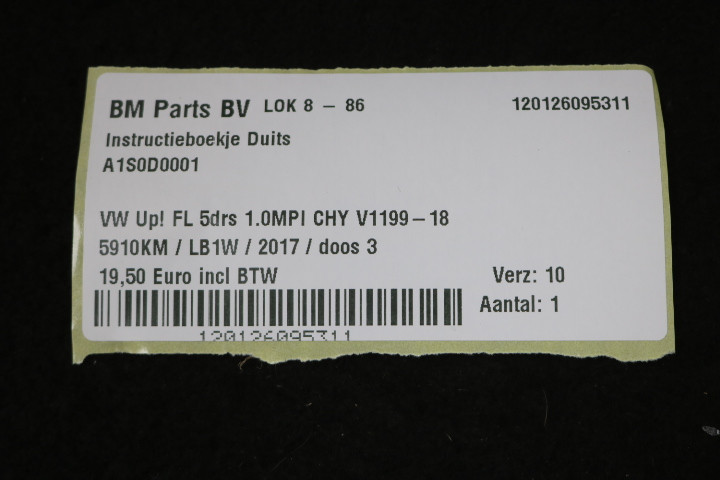 BM Parts BV LOK 8 - 86 120126095311
Instructieboekje Duits
A1S0D0001
VW Up! FL 5drs 1.0MPI CHY V1199-18
5910KM / LB1W / 2017 / doos 3
19,50 Euro incl BTW Verz: 10
Aantal: 1
120126095311